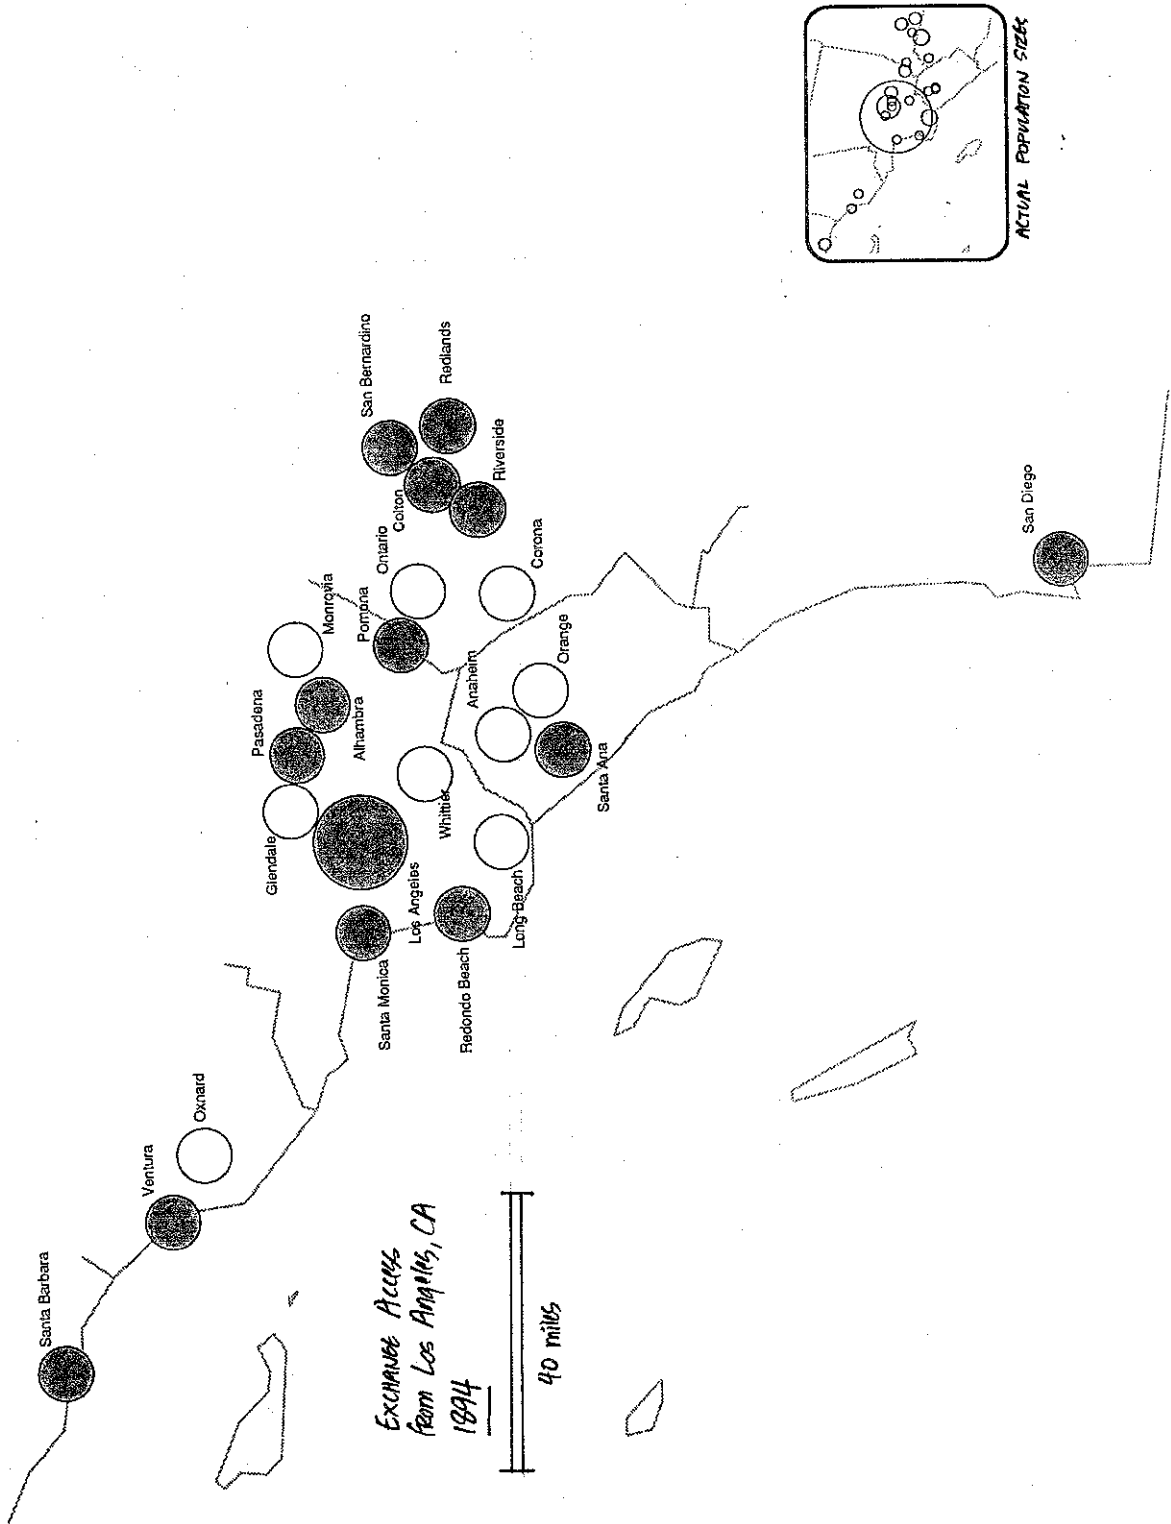 Santa Barbara
Ventura
Oxnard
Santa Monica
Glendale
Los Angeles
Pasadena
Alhambra
Monrovia
Pomona
Ontario
San Bernardino
Colton
Redlands
Riverside
Corona
Whittier
Anaheim
Orange
Santa Ana
Redondo Beach
Long Beach
San Diego
EXCHANGE ACCESS
FROM LOS ANGELES, CA
1894
40 miles
ACTUAL POPULATION SIZES